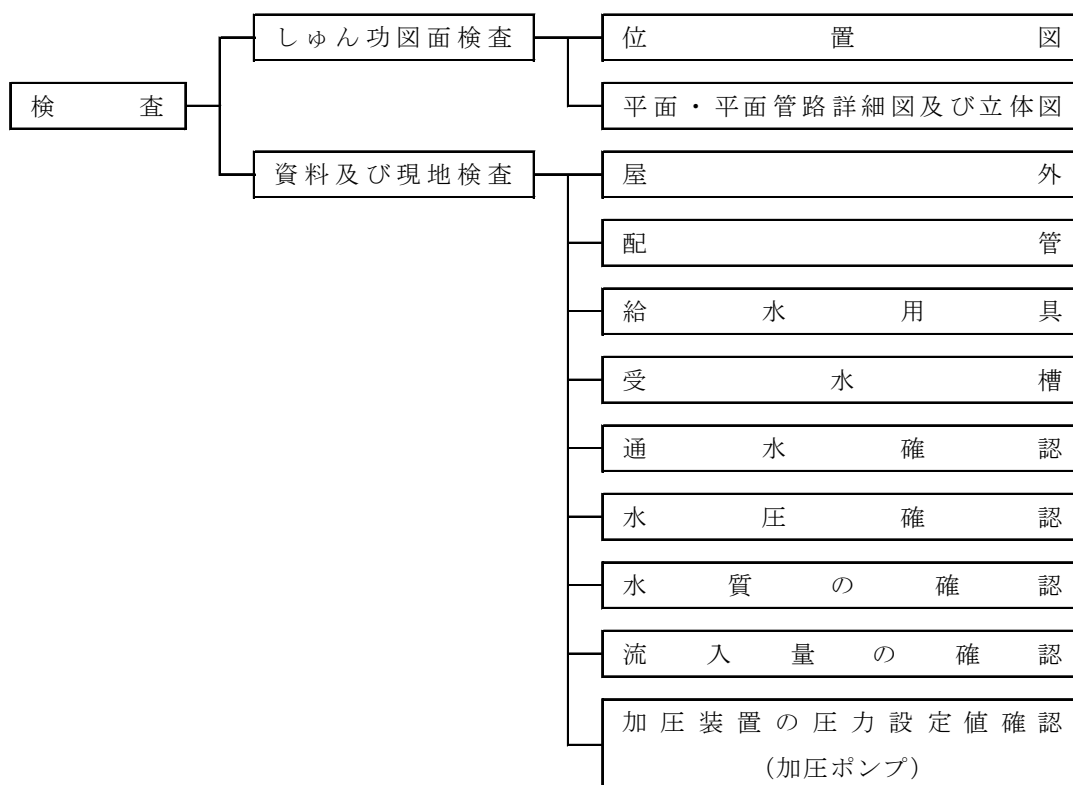 検査
しゅん功図面検査
位置図
平面・平面管路詳細図及び立体図
資料及び現地検査
屋外
配管
給水用具
受水槽
通水確認
水圧確認
水質の確認
流入量の確認
加圧装置の圧力設定値確認
（加圧ポンプ）